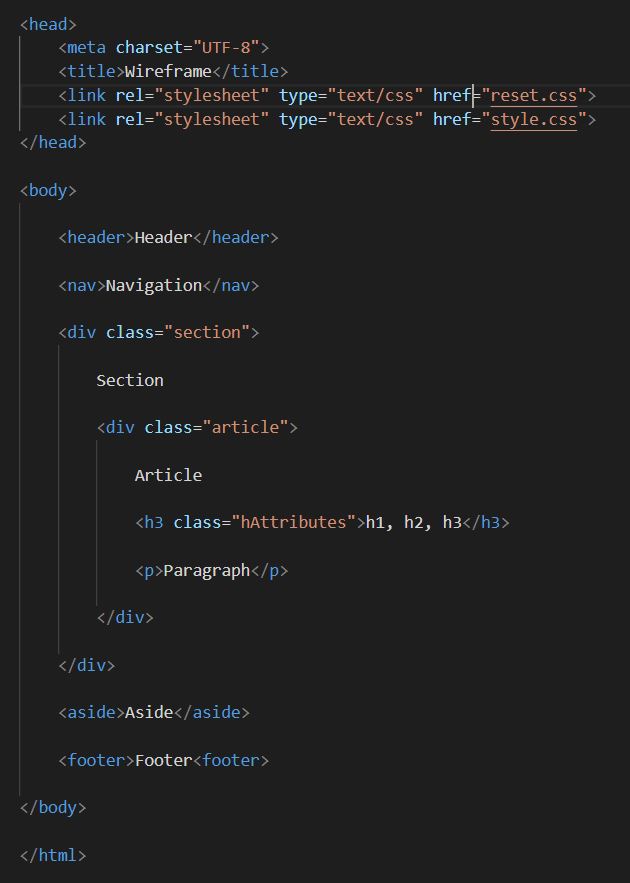 <head>
<meta charset="UTF-8">
<title>Wireframe</title>
<link rel="stylesheet" type="text/css" href="reset.css">
<link rel="stylesheet" type="text/css" href="style.css">
</head>
<body>
<header>Header</header>
<nav>Navigation</nav>
<div class="section">
Section
<div class="article">
Article
<h3 class="hAttributes">h1, h2, h3</h3>
<p>Paragraph</p>
</div>
</div>
<aside>Aside</aside>
<footer>Footer<footer>
</body>
</html>